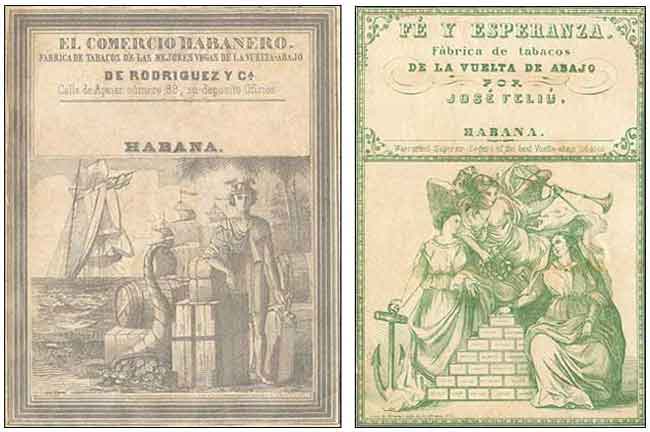 EL COMERCIO HABANERO.
FABRICA DE TABACOS DE LAS MEJORES VEGAS DE LA VUELTA-ABAJO
DE RODRIGUEZ Y Cª
Calle de Aguiar número 88, su deposito Oficios
HABANA.
FÉ Y ESPERANZA.
Fábrica de tabacos
DE LA VUELTA DE ABAJO
POR
JOSÉ FELIÚ.
HABANA.
Warranted Superior Segars of the best Vuelta-abajo tobacco